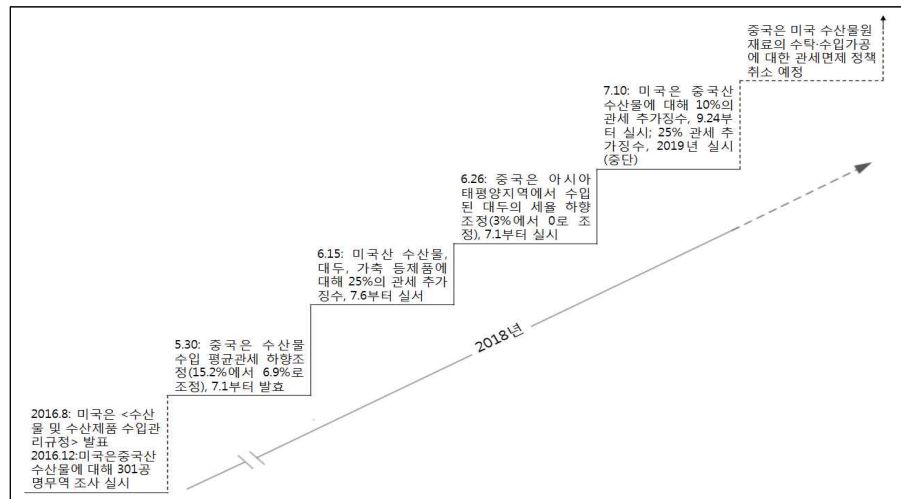 중국은 미국 수산물원
재료의 수탁·수입가공
에 대한 관세면제 정책
취소 예정
7.10: 미국은 중국산
수산물에 대해 10%의
관세 추가징수, 9.24부
터 실시; 25% 관세 추
가징수, 2019년 실시
(중단)
6.26: 중국은 아시아
태평양지역에서 수입
된 대두의 세율 하향
조정(3%에서 0로 조
정), 7.1부터 실시
6.15: 미국산 수산물,
대두, 가축 등제품에
대해 25%의 관세 추가
징수, 7.6부터 실서
5.30: 중국은 수산물
수입 평균관세 하향조
정(15.2%에서 6.9%로
조정), 7.1부터 발효
2016.8: 미국은 <수산
물 및 수산제품 수입관
리규정> 발표
2016.12:미국은중국산
수산물에 대해 301공
명무역 조사 실시
2018년